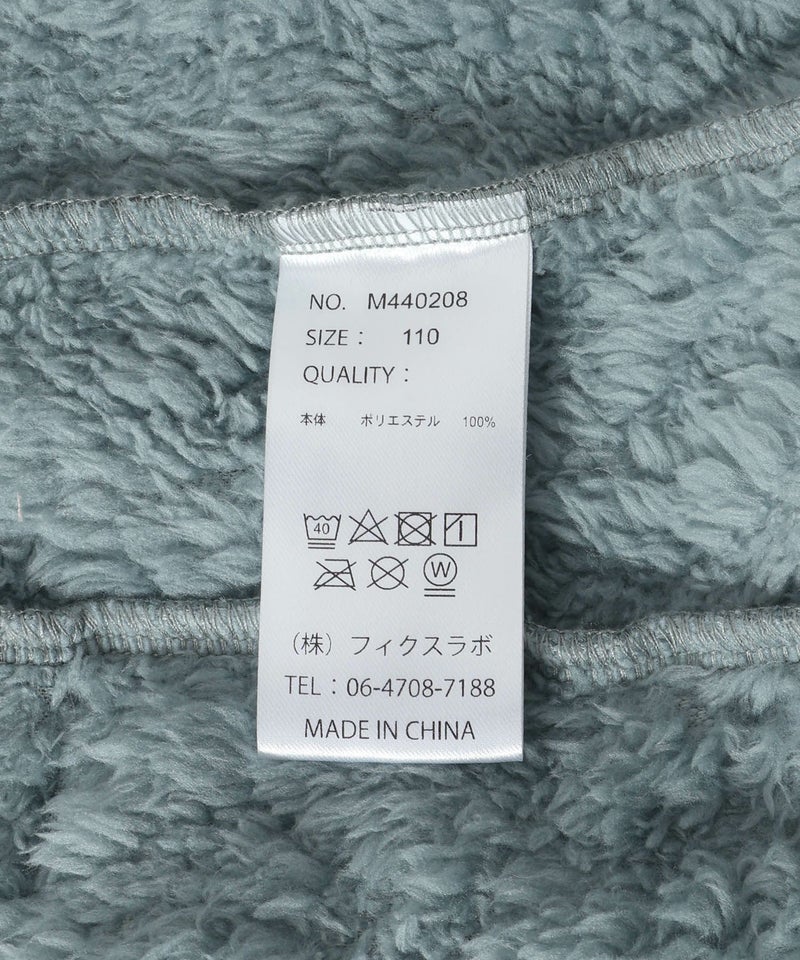 NO. M440208
SIZE： 110
QUALITY：
本体 ポリエステル 100%
40
W
（株）フィクスラボ
TEL：06-4708-7188
MADE IN CHINA